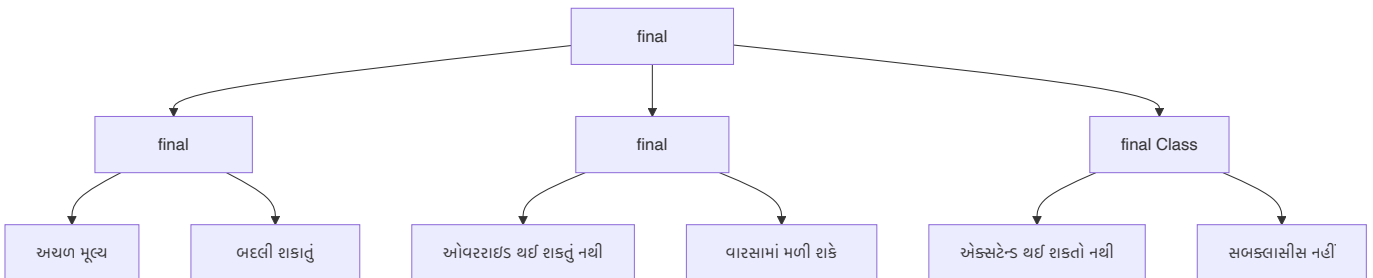 final
final
final
final Class
અચળ મૂલ્ય
બદલી શકાતું
ઓવરરાઇડ થઈ શકતું નથી
વારસામાં મળી શકે
એક્સટેન્ડ થઈ શકતો નથી
સબક્લાસીસ નહીં